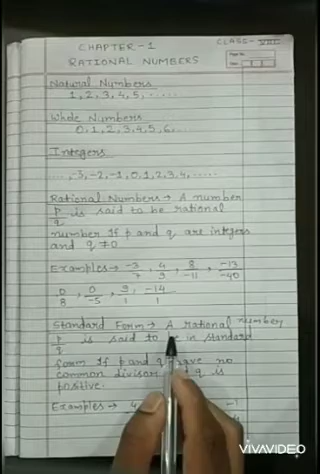 CHAPTER-1
CLASS-VIII
RATIONAL NUMBERS
Natural Numbers
1, 2, 3, 4, 5, ......
Whole Numbers
0, 1, 2, 3, 4, 5, 6, ...
Integers
...., -3, -2, -1, 0, 1, 2, 3, 4, .....
Rational Numbers → A number
p/q is said to be rational
number If p and q are integers
and q ≠ 0
Examples → -3/7, 4/9, 8/-11, -13/-40
0/8, 0/-5, 9/1, -14/1
Standard Form → A rational number
p/q is said to be in standard
form If p and q have no
common divisor and q is
positive.
Examples →
VIVAVIDEO